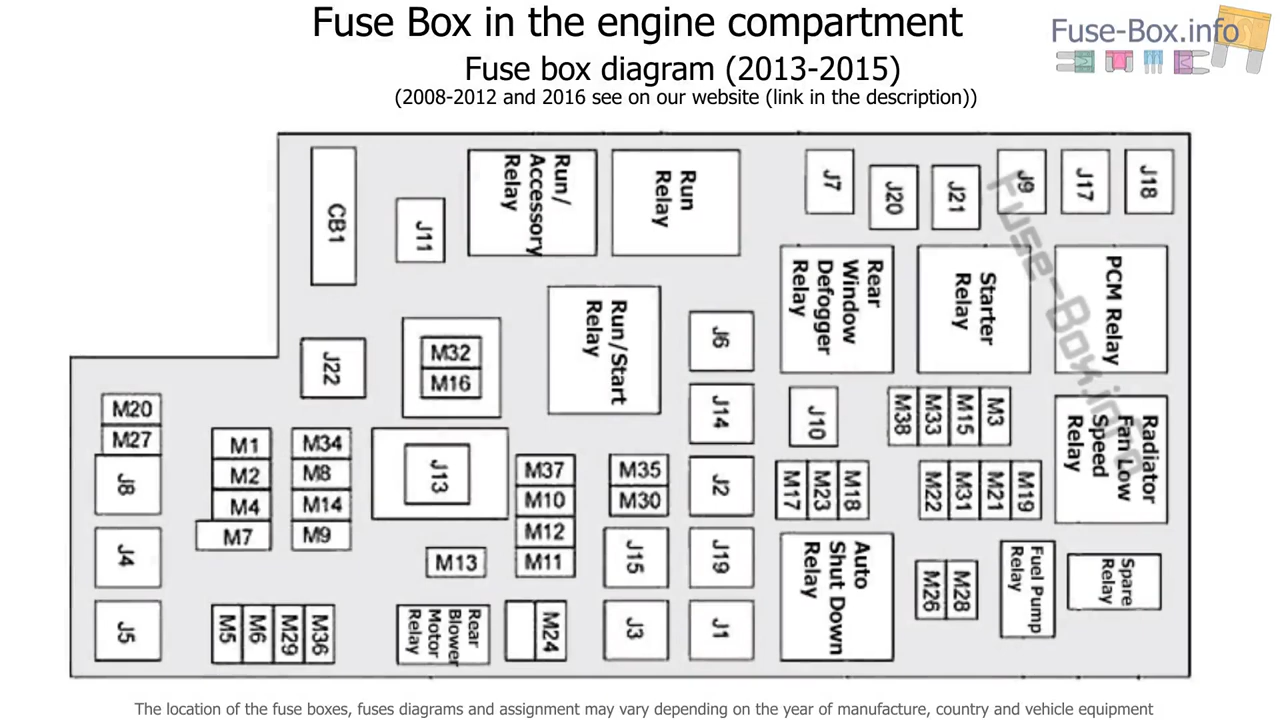 Fuse Box in the engine compartment
Fuse-Box.info
Fuse box diagram (2013-2015)
(2008-2012 and 2016 see on our website (link in the description))
CB1
J11
Run/
Accessory
Relay
Run
Relay
J7
J20
J21
J9
J17
J18
Fuse-Box.info
Rear
Window
Defogger
Relay
Starter
Relay
PCM Relay
Run/Start
Relay
J6
J22
M32
M16
J14
J10
M38
M33
M15
M3
Radiator
Fan Low
Speed
Relay
M20
M27
J8
M1
M2
M4
M7
M34
M8
M14
M9
J13
M37
M10
M12
M11
M35
M30
J2
M17
M23
M18
M22
M31
M21
M19
J4
M13
J15
J19
Auto
Shut Down
Relay
M26
M28
Fuel Pump
Relay
Spare
Relay
J5
M5
M6
M29
M36
Rear
Blower
Motor
Relay
M24
J3
J1
The location of the fuse boxes, fuses diagrams and assignment may vary depending on the year of manufacture, country and vehicle equipment